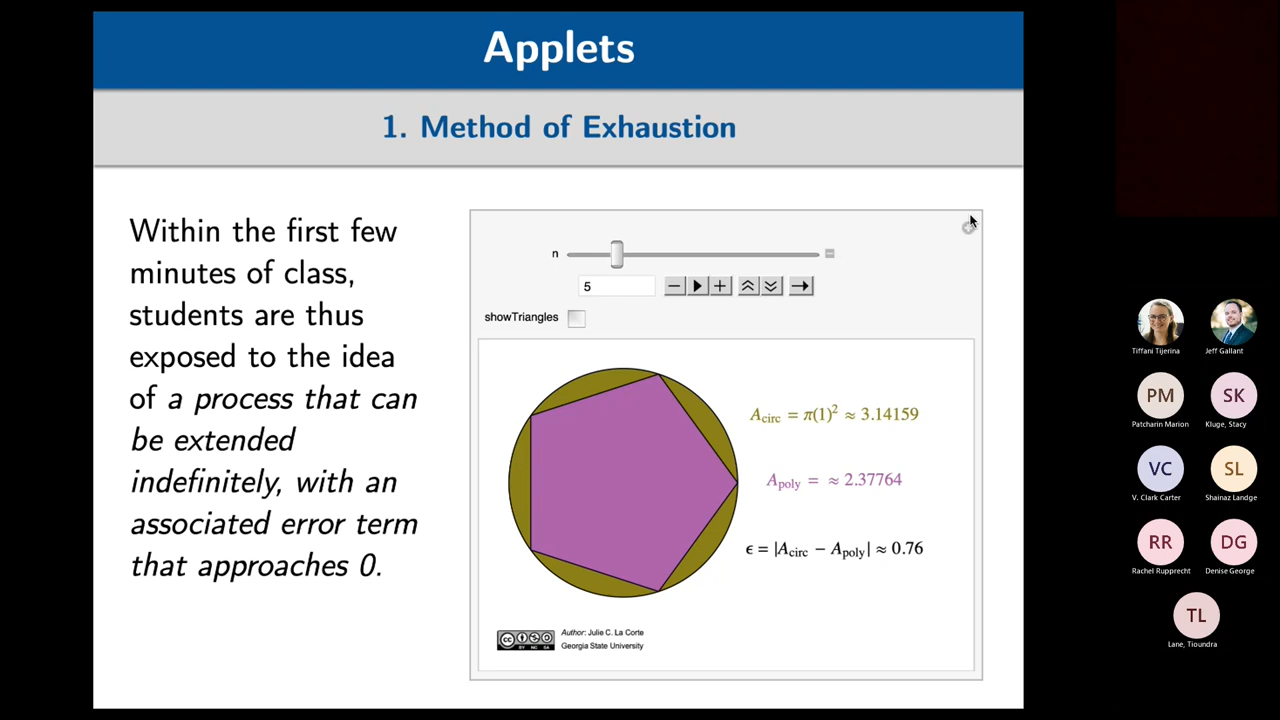 Applets
1. Method of Exhaustion
Within the first few
minutes of class,
students are thus
exposed to the idea
of a process that can
be extended
indefinitely, with an
associated error term
that approaches 0.
n
5
showTriangles
A_circ = π(1)² ≈ 3.14159
A_poly = ≈ 2.37764
ϵ = |A_circ − A_poly| ≈ 0.76
cc BY NC SA
Author: Julie C. La Corte
Georgia State University
Tiffani Tijerina
Jeff Gallant
PM
Patcharin Marion
SK
Kluge, Stacy
VC
V. Clark Carter
SL
Shainaz Landge
RR
Rachel Rupprecht
DG
Denise George
TL
Lane, Tioundra